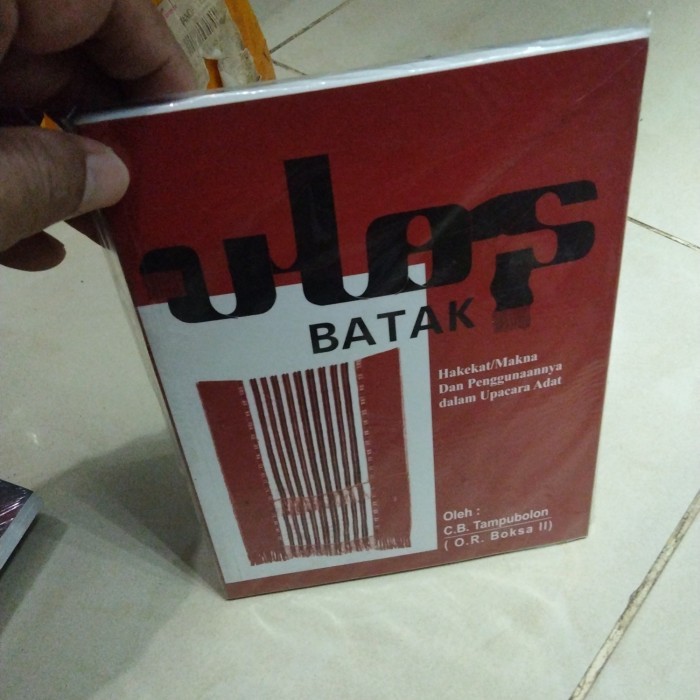 ulos
BATAK
Hakekat/Makna
Dan Penggunaannya
dalam Upacara Adat
Oleh :
C.B. Tampubolon
( O.R. Boksa II)